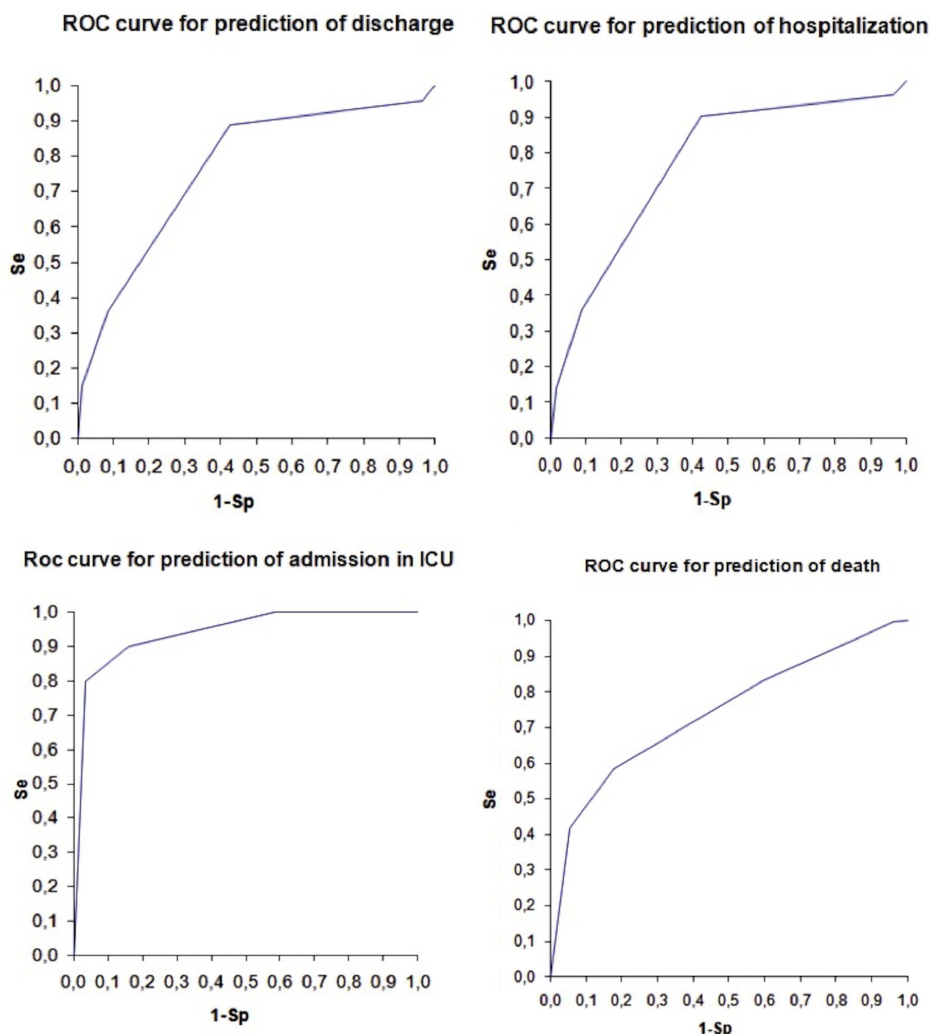 ROC curve for prediction of discharge
1,0
0,9
0,8
0,7
0,6
0,5
0,4
0,3
0,2
0,1
0,0
Se
0,0 0,1 0,2 0,3 0,4 0,5 0,6 0,7 0,8 0,9 1,0
1-Sp
ROC curve for prediction of hospitalization
1,0
0,9
0,8
0,7
0,6
0,5
0,4
0,3
0,2
0,1
0,0
Se
0,0 0,1 0,2 0,3 0,4 0,5 0,6 0,7 0,8 0,9 1,0
1-Sp
Roc curve for prediction of admission in ICU
1,0
0,9
0,8
0,7
0,6
0,5
0,4
0,3
0,2
0,1
0,0
Se
0,0 0,1 0,2 0,3 0,4 0,5 0,6 0,7 0,8 0,9 1,0
1-Sp
ROC curve for prediction of death
1,0
0,9
0,8
0,7
0,6
0,5
0,4
0,3
0,2
0,1
0,0
Se
0,0 0,1 0,2 0,3 0,4 0,5 0,6 0,7 0,8 0,9 1,0
1-Sp